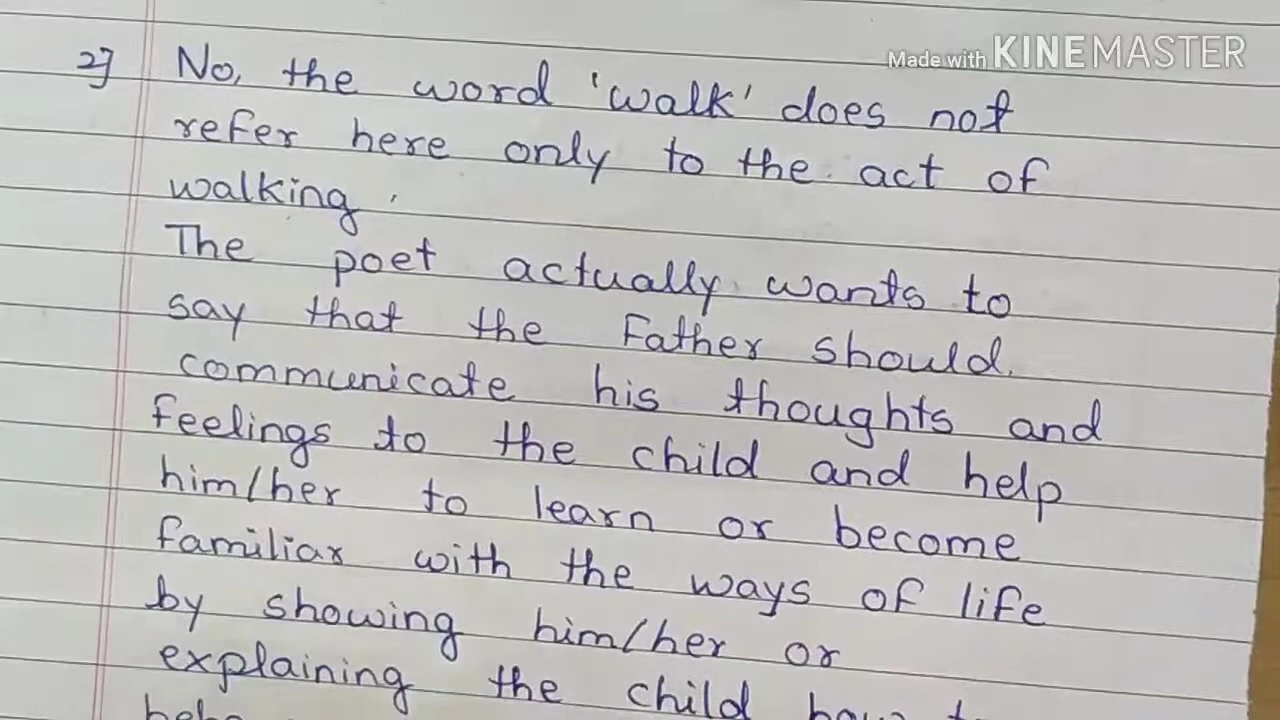 Made with KINEMASTER
2] No, the word 'walk' does not
refer here only to the act of
walking.
The poet actually wants to
say that the Father should
communicate his thoughts and
feelings to the child and help
him/her to learn or become
familiar with the ways of life
by showing him/her or
explaining the child how